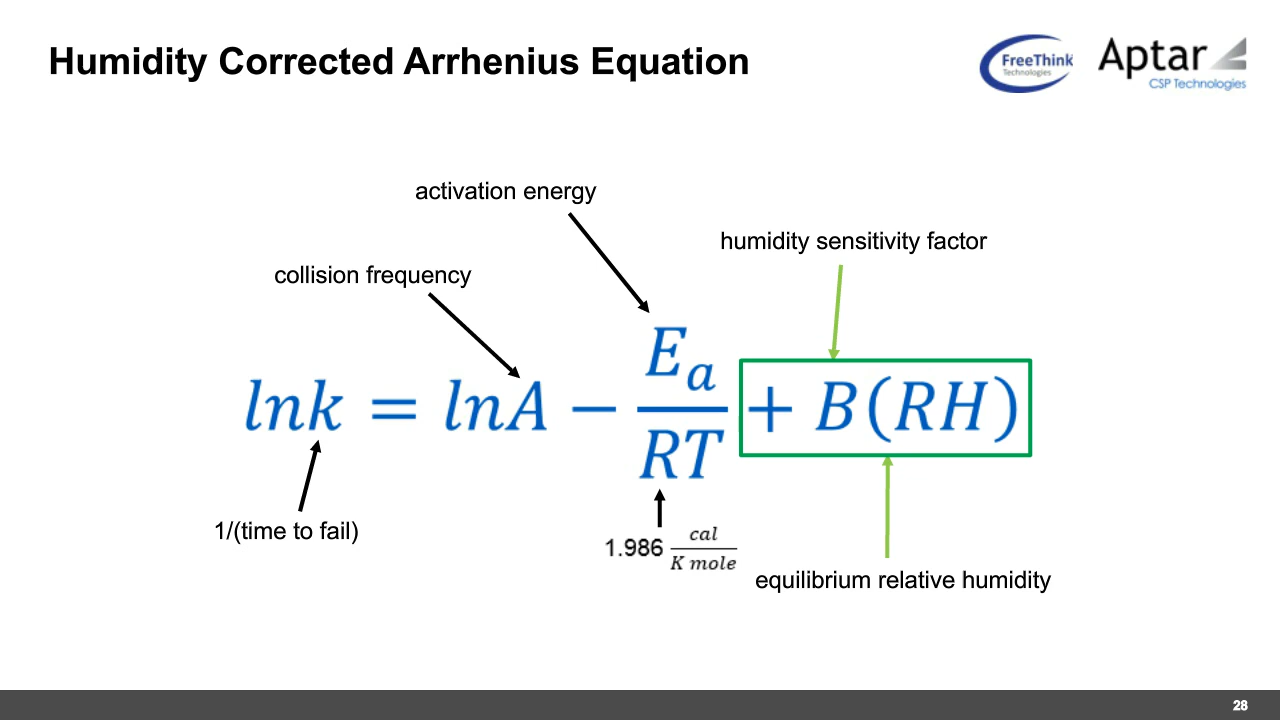 Humidity Corrected Arrhenius Equation
FreeThink
Technologies
Aptar
CSP Technologies
activation energy
humidity sensitivity factor
collision frequency
lnk = lnA − E_a/RT + B(RH)
1/(time to fail)
1.986 cal/K mole
equilibrium relative humidity
28